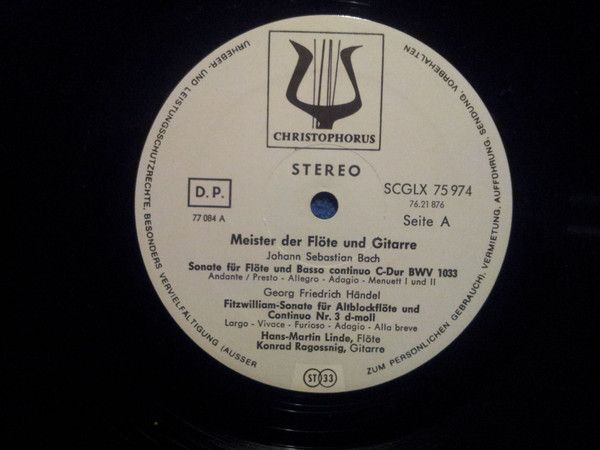 CHRISTOPHORUS
STEREO
D.P.
77 084 A
SCGLX 75 974
76.21 876
Seite A
Meister der Flöte und Gitarre
Johann Sebastian Bach
Sonate für Flöte und Basso continuo C-Dur BWV 1033
Andante / Presto - Allegro - Adagio - Menuett I und II
Georg Friedrich Händel
Fitzwilliam-Sonate für Altblockflöte und
Continuo Nr. 3 d-moll
Largo - Vivace - Furioso - Adagio - Alla breve
Hans-Martin Linde, Flöte
Konrad Ragossnig, Gitarre
ST 33
URHEBER- UND LEISTUNGSSCHUTZRECHTE, BESONDERS VERVIELFÄLTIGUNG (AUSSER
ZUM PERSÖNLICHEN GEBRAUCH), VERMIETUNG, AUFFÜHRUNG, SENDUNG, VORBEHALTEN